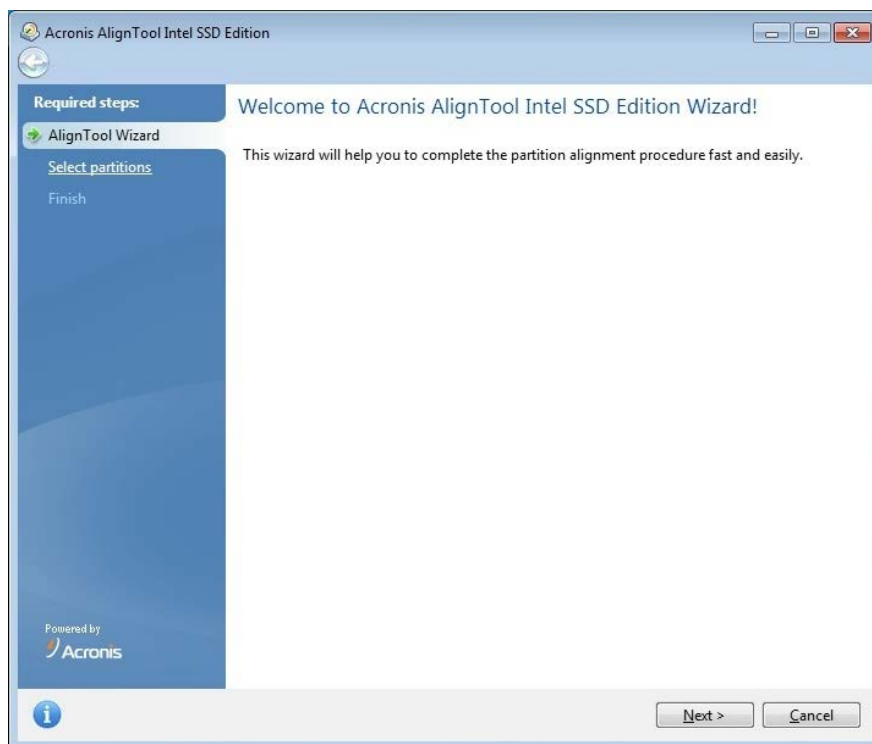 Acronis AlignTool Intel SSD Edition
Required steps:
AlignTool Wizard
Select partitions
Finish
Welcome to Acronis AlignTool Intel SSD Edition Wizard!
This wizard will help you to complete the partition alignment procedure fast and easily.
Powered by
Acronis
Next >
Cancel